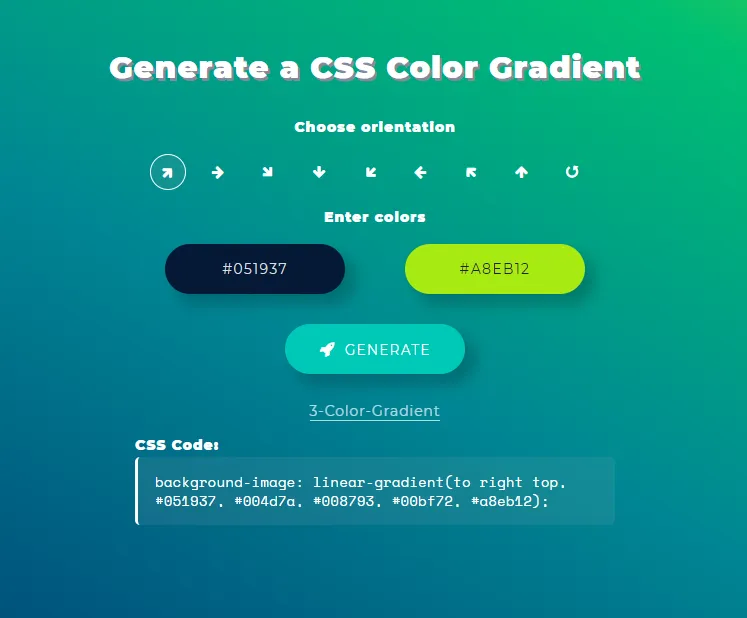 Generate a CSS Color Gradient
Choose orientation
Enter colors
#051937
#A8EB12
GENERATE
3-Color-Gradient
CSS Code:
background-image: linear-gradient(to right top,
#051937, #004d7a, #008793, #00bf72, #a8eb12);